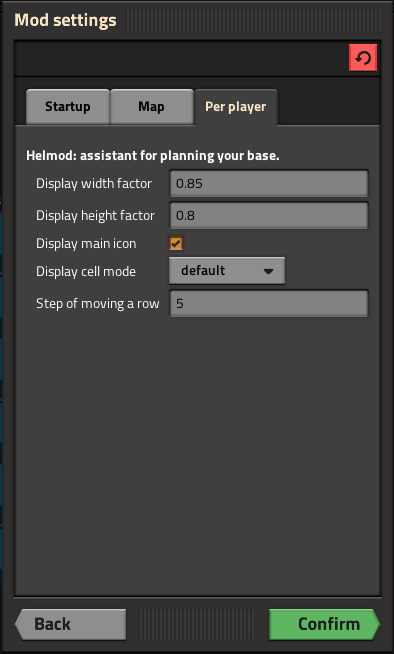 Mod settings
Startup Map Per player
Helmod: assistant for planning your base.
Display width factor 0.85
Display height factor 0.8
Display main icon
Display cell mode default
Step of moving a row 5
Back Confirm